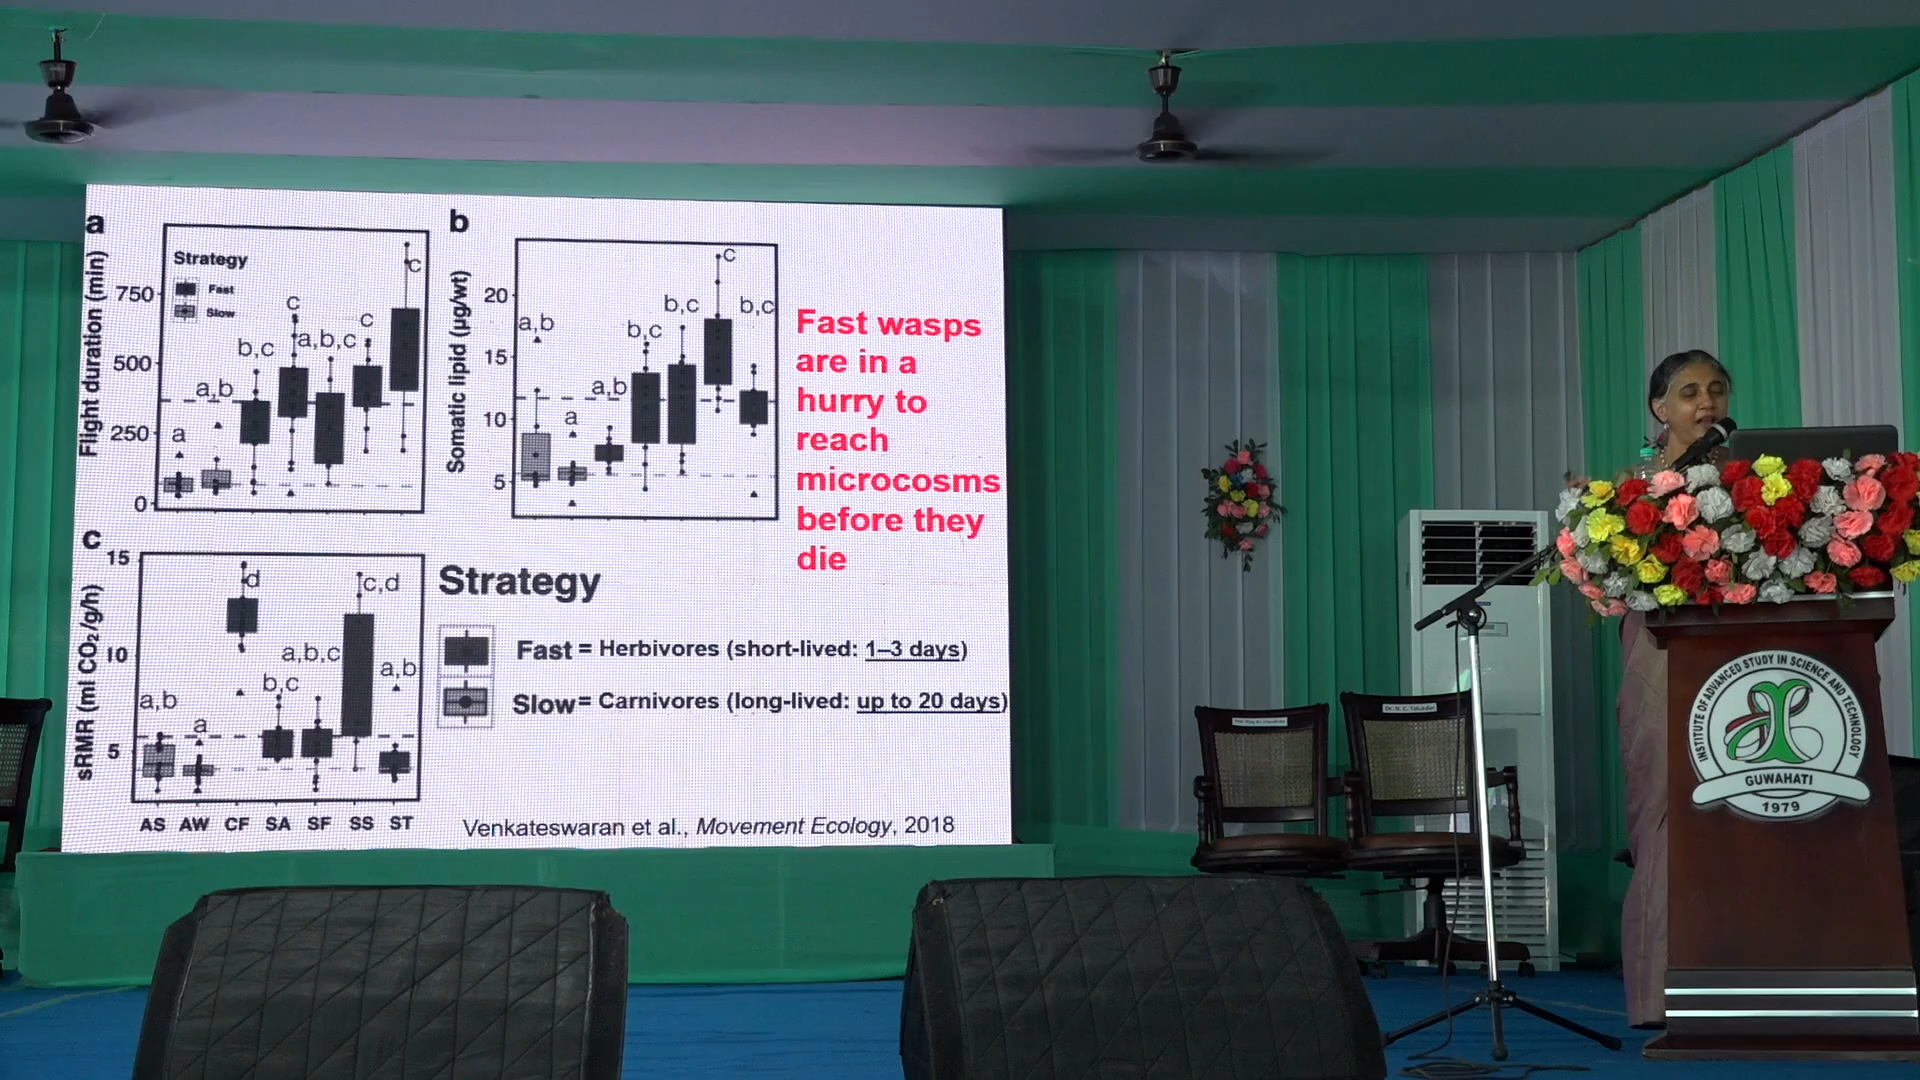 a
Flight duration (min)
750
500
250
0
Strategy
Fast
Slow
a
a,b
b,c
c
a,b,c
c
c
b
Somatic lipid (µg/wt)
20
15
10
5
a,b
a
a,b
b,c
b,c
c
b,c
Fast wasps
are in a
hurry to
reach
microcosms
before they
die
c
sRMR (ml CO₂/g/h)
15
10
5
a,b
a
d
b,c
a,b,c
c,d
a,b
AS AW CF SA SF SS ST
Strategy
Fast = Herbivores (short-lived: 1–3 days)
Slow = Carnivores (long-lived: up to 20 days)
Venkateswaran et al., Movement Ecology, 2018
INSTITUTE OF ADVANCED STUDY IN SCIENCE AND TECHNOLOGY
GUWAHATI
1979